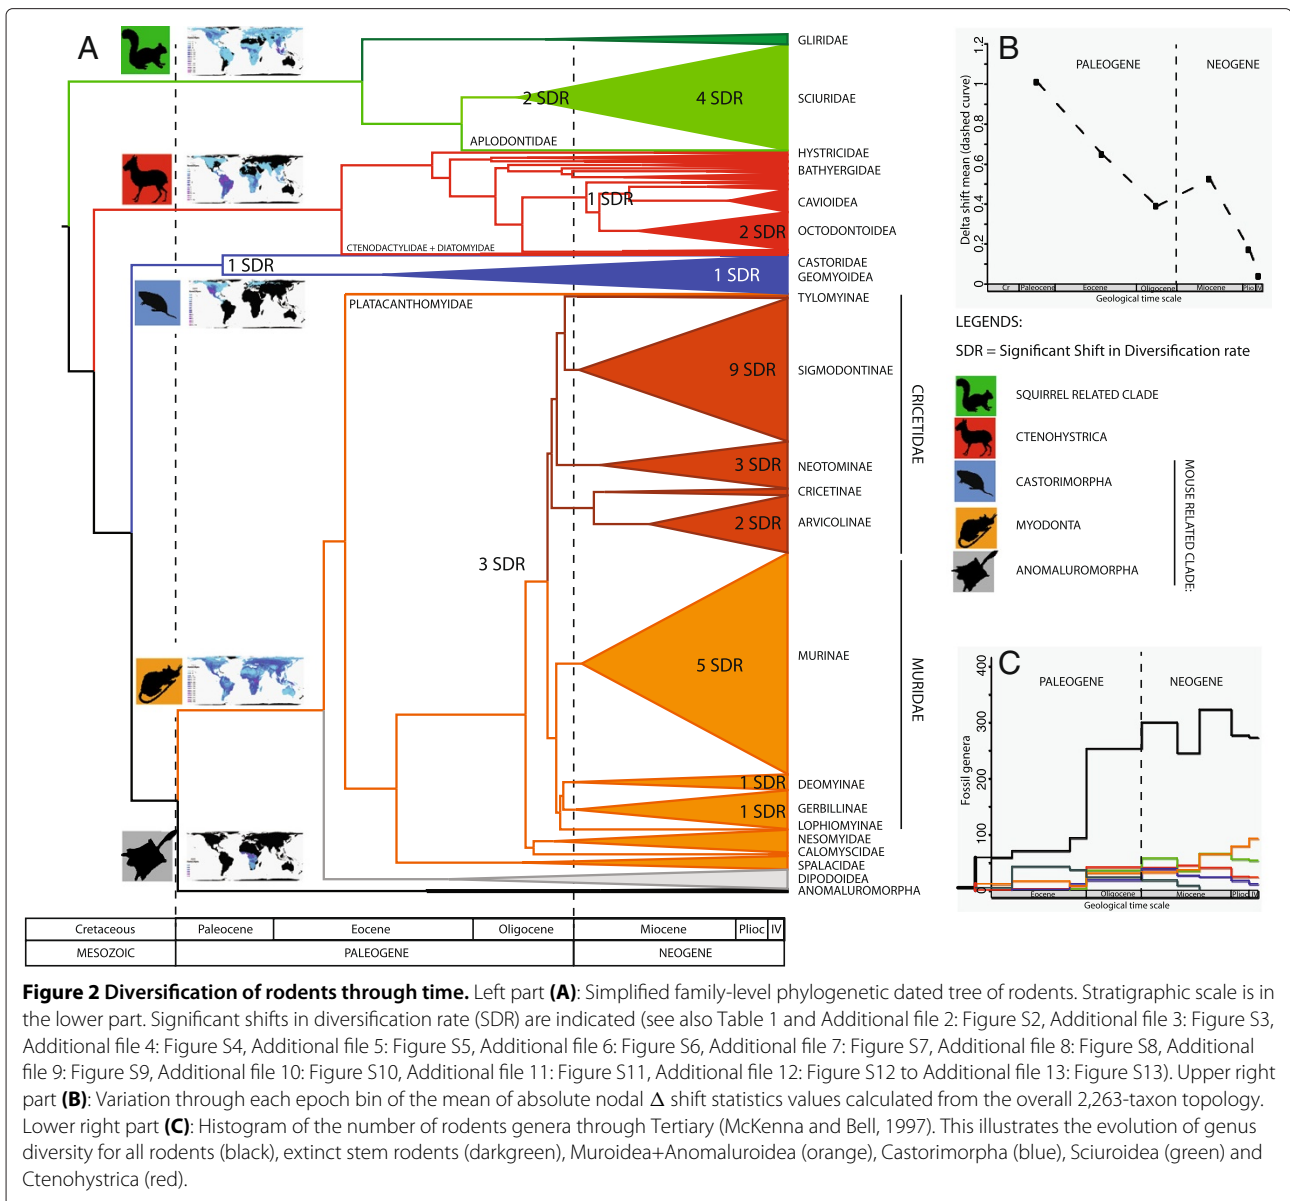 A
GLIRIDAE
2 SDR
4 SDR
SCIURIDAE
APLODONTIDAE
HYSTRICIDAE
BATHYERGIDAE
1 SDR
CAVIOIDEA
2 SDR
OCTODONTOIDEA
CTENODACTYLIDAE + DIATOMYIDAE
CASTORIDAE
1 SDR
1 SDR
GEOMYOIDEA
PLATACANTHOMYIDAE
TYLOMYINAE
9 SDR
SIGMODONTINAE
CRICETIDAE
3 SDR
NEOTOMINAE
CRICETINAE
2 SDR
ARVICOLINAE
3 SDR
5 SDR
MURINAE
MURIDAE
1 SDR
DEOMYINAE
1 SDR
GERBILLINAE
LOPHIOMYINAE
NESOMYIDAE
CALOMYSCIDAE
SPALACIDAE
DIPODOIDEA
ANOMALUROMORPHA
Cretaceous Paleocene Eocene Oligocene Miocene Plioc IV
MESOZOIC PALEOGENE NEOGENE
B
PALEOGENE NEOGENE
Delta shift mean (dashed curve)
0 0.2 0.4 0.6 0.8 1 1.2
Cr Paleocene Eocene Oligocene Miocene Plio IV
Geological time scale
LEGENDS:
SDR = Significant Shift in Diversification rate
SQUIRREL RELATED CLADE
CTENOHYSTRICA
CASTORIMORPHA
MYODONTA
ANOMALUROMORPHA
MOUSE RELATED CLADE:
C
PALEOGENE NEOGENE
Fossil genera
0 100 200 300 400
Eocene Oligocene Miocene Plio IV
Geological time scale
Figure 2 Diversification of rodents through time. Left part (A): Simplified family-level phylogenetic dated tree of rodents. Stratigraphic scale is in
the lower part. Significant shifts in diversification rate (SDR) are indicated (see also Table 1 and Additional file 2: Figure S2, Additional file 3: Figure S3,
Additional file 4: Figure S4, Additional file 5: Figure S5, Additional file 6: Figure S6, Additional file 7: Figure S7, Additional file 8: Figure S8, Additional
file 9: Figure S9, Additional file 10: Figure S10, Additional file 11: Figure S11, Additional file 12: Figure S12 to Additional file 13: Figure S13). Upper right
part (B): Variation through each epoch bin of the mean of absolute nodal Δ shift statistics values calculated from the overall 2,263-taxon topology.
Lower right part (C): Histogram of the number of rodents genera through Tertiary (McKenna and Bell, 1997). This illustrates the evolution of genus
diversity for all rodents (black), extinct stem rodents (darkgreen), Muroidea+Anomaluroidea (orange), Castorimorpha (blue), Sciuroidea (green) and
Ctenohystrica (red).